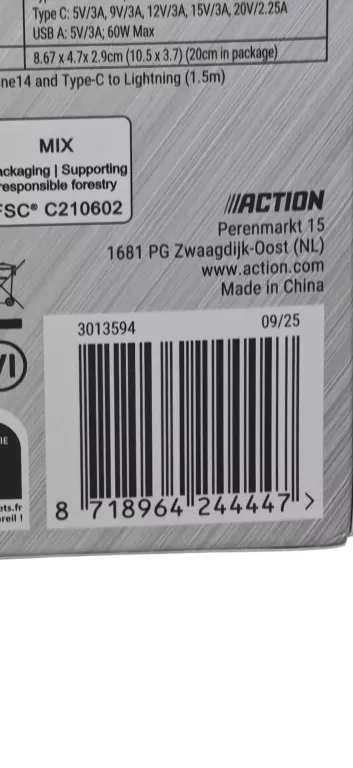 Type C: 5V/3A, 9V/3A, 12V/3A, 15V/3A, 20V/2.25A
USB A: 5V/3A; 60W Max
8.67 x 4.7x 2.9cm (10.5 x 3.7) (20cm in package)
and Type-C to Lightning (1.5m)
MIX
| Supporting
responsible forestry
FSC® C210602
ACTION
Perenmarkt 15
1681 PG Zwaagdijk-Oost (NL)
www.action.com
Made in China
3013594
09/25
8 718964 244447 >